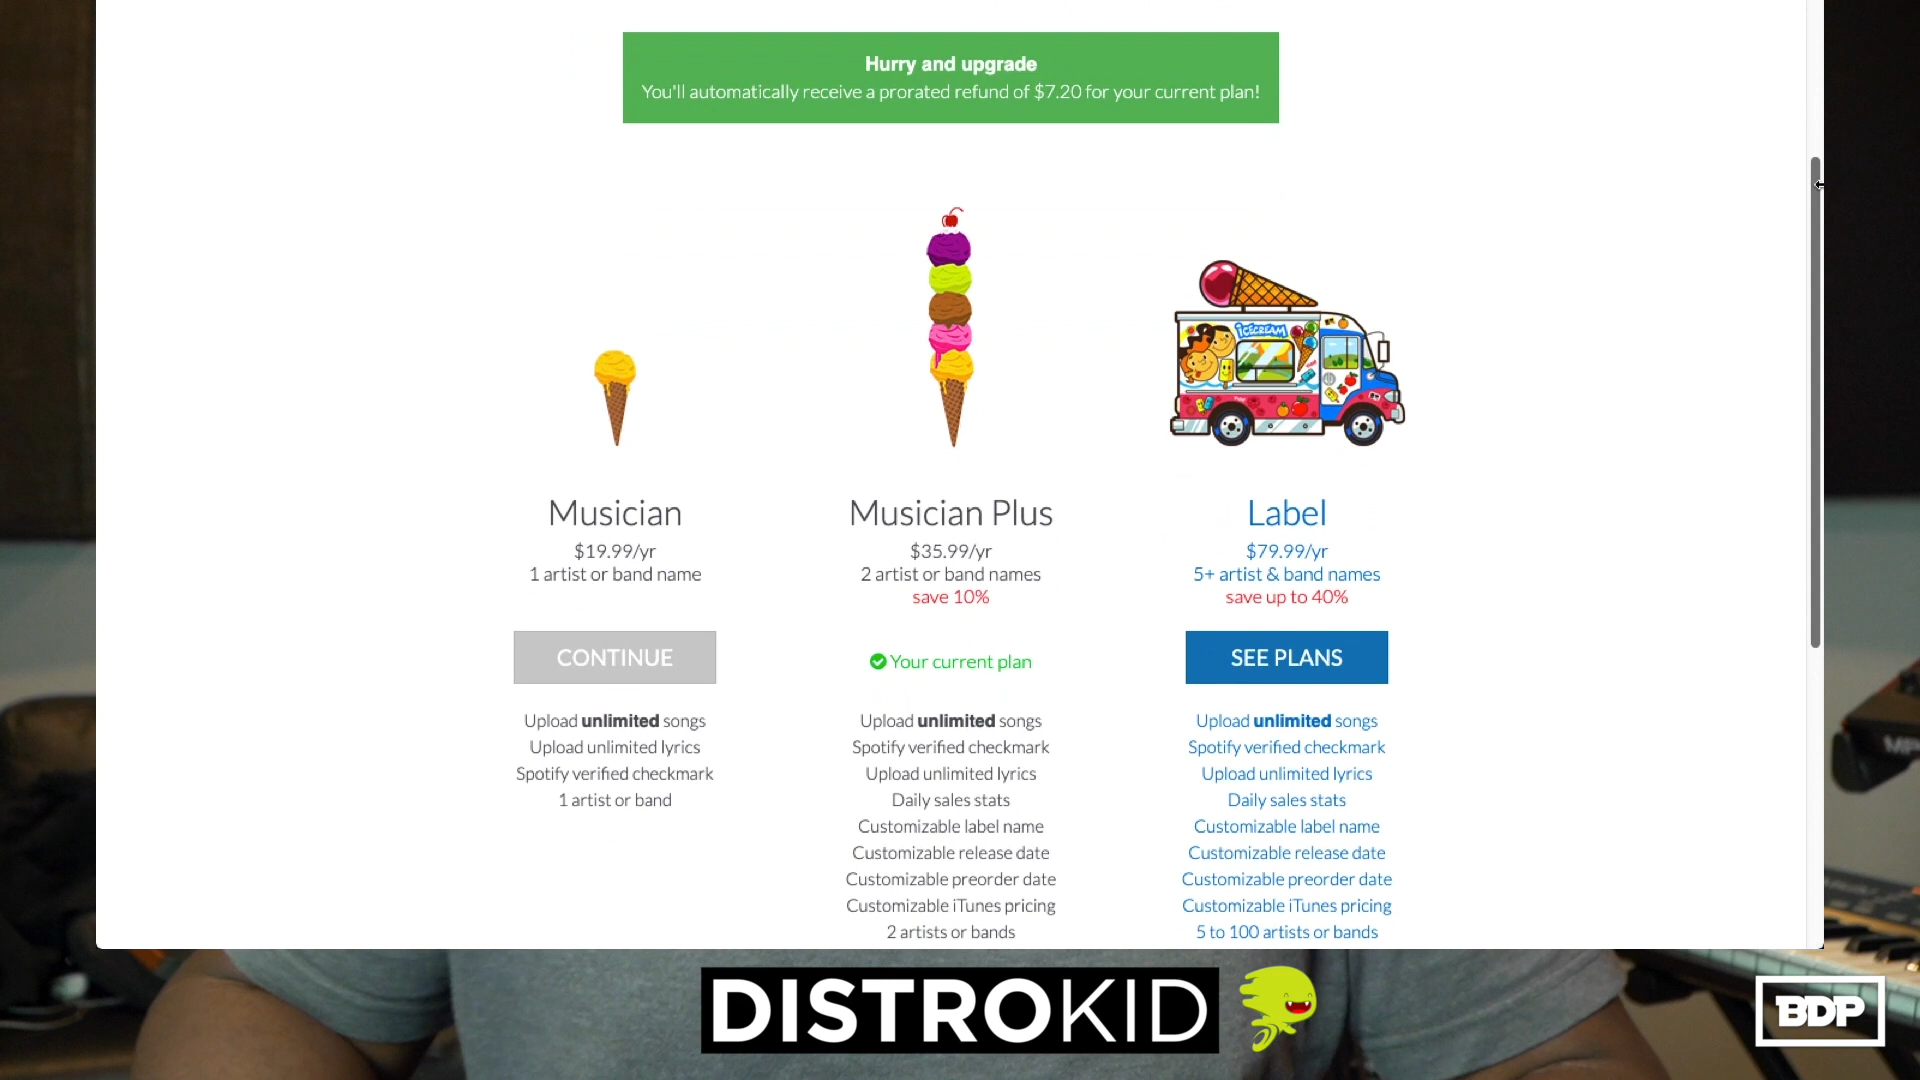 Hurry and upgrade
You'll automatically receive a prorated refund of $7.20 for your current plan!
ICECREAM
Musician
$19.99/yr
1 artist or band name
CONTINUE
Upload unlimited songs
Upload unlimited lyrics
Spotify verified checkmark
1 artist or band
Musician Plus
$35.99/yr
2 artist or band names
save 10%
Your current plan
Upload unlimited songs
Spotify verified checkmark
Upload unlimited lyrics
Daily sales stats
Customizable label name
Customizable release date
Customizable preorder date
Customizable iTunes pricing
2 artists or bands
Label
$79.99/yr
5+ artist & band names
save up to 40%
SEE PLANS
Upload unlimited songs
Spotify verified checkmark
Upload unlimited lyrics
Daily sales stats
Customizable label name
Customizable release date
Customizable preorder date
Customizable iTunes pricing
5 to 100 artists or bands
DISTROKID
BDP